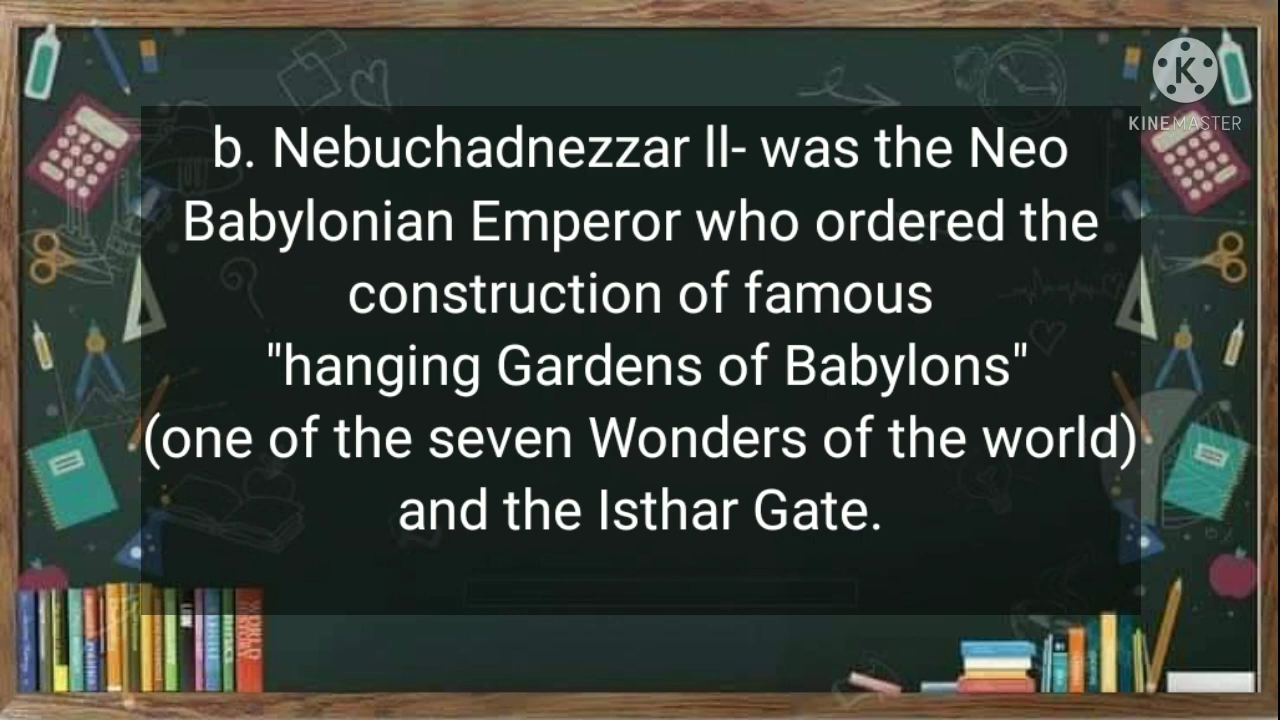 b. Nebuchadnezzar ll- was the Neo
Babylonian Emperor who ordered the
construction of famous
"hanging Gardens of Babylons"
(one of the seven Wonders of the world)
and the Isthar Gate.
K
KINEMASTER
WORLD